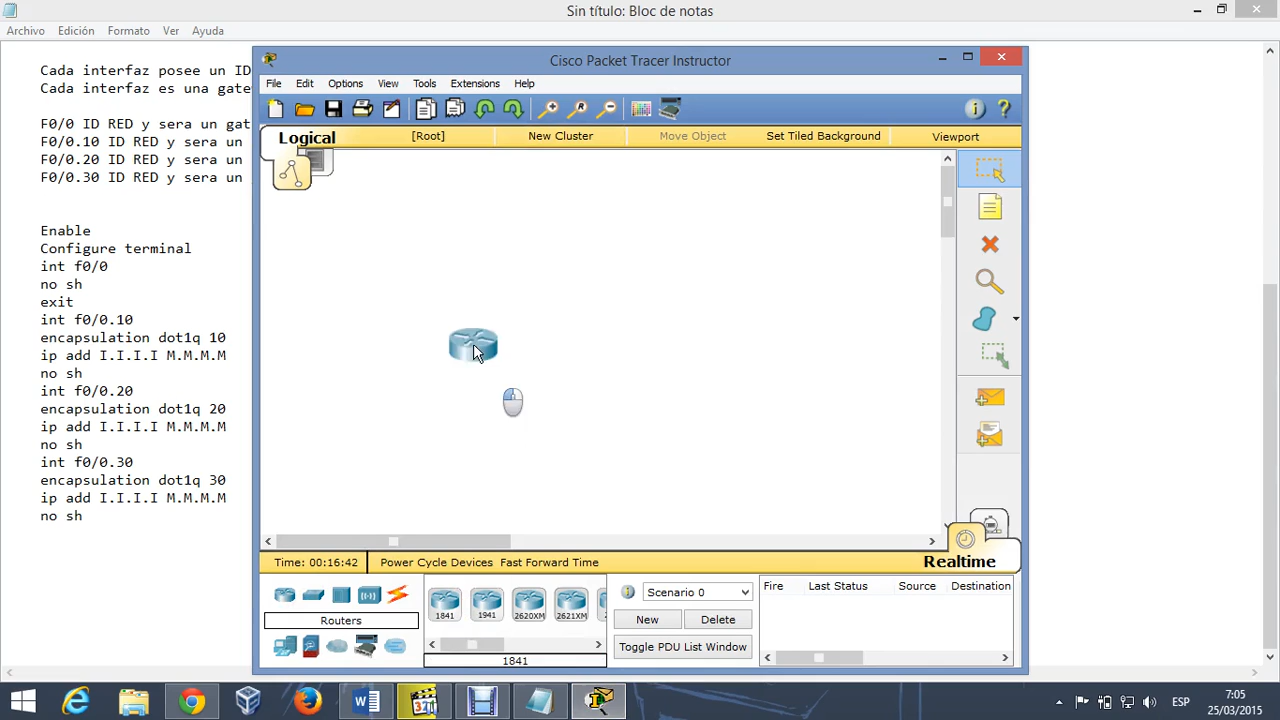 Sin título: Bloc de notas
Archivo Edición Formato Ver Ayuda
Cada interfaz posee un ID
Cada interfaz es una gate
F0/0 ID RED y sera un gat
F0/0.10 ID RED y sera un
F0/0.20 ID RED y sera un
F0/0.30 ID RED y sera un
Enable
Configure terminal
int f0/0
no sh
exit
int f0/0.10
encapsulation dot1q 10
ip add I.I.I.I M.M.M.M
no sh
int f0/0.20
encapsulation dot1q 20
ip add I.I.I.I M.M.M.M
no sh
int f0/0.30
encapsulation dot1q 30
ip add I.I.I.I M.M.M.M
no sh
Cisco Packet Tracer Instructor
File Edit Options View Tools Extensions Help
Logical [Root] New Cluster Move Object Set Tiled Background Viewport
Time: 00:16:42 Power Cycle Devices Fast Forward Time Realtime
Routers
1841 1941 2620XM 2621XM
1841
Scenario 0
New Delete
Toggle PDU List Window
Fire Last Status Source Destination
ESP
7:05
25/03/2015